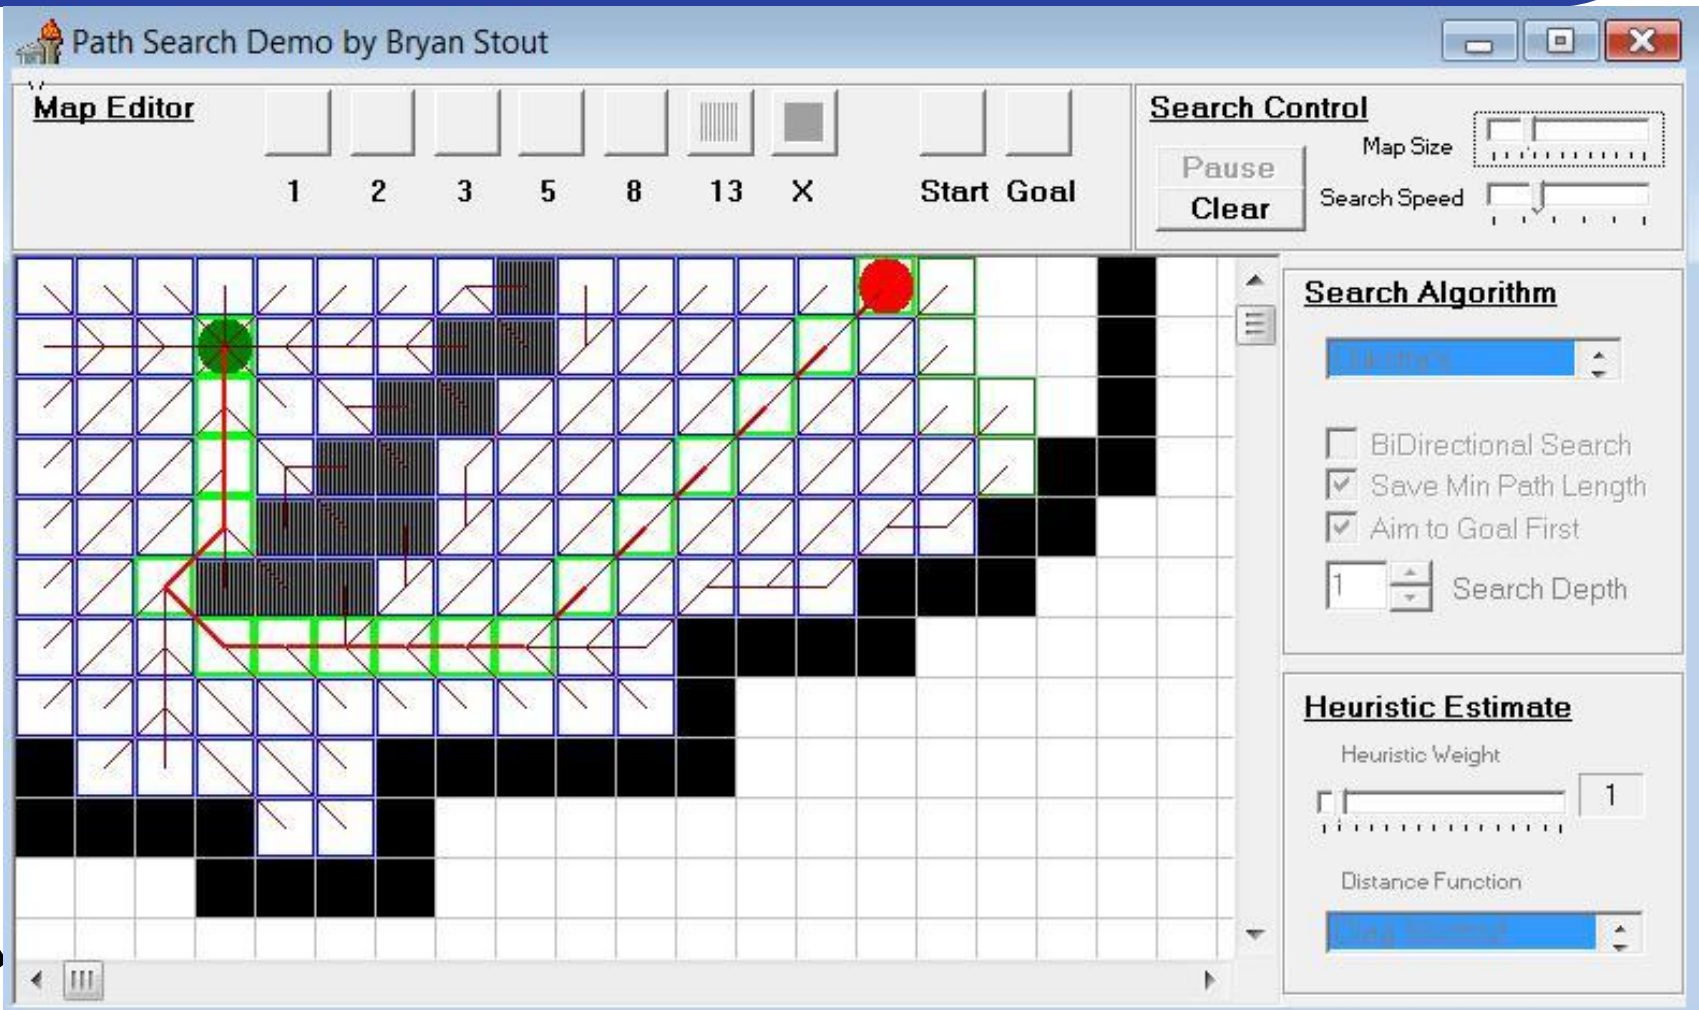 Path Search Demo by Bryan Stout
Map Editor
1 2 3 5 8 13 X Start Goal
Search Control
Map Size
Pause
Search Speed
Clear
Search Algorithm
BiDirectional Search
Save Min Path Length
Aim to Goal First
1 Search Depth
Heuristic Estimate
Heuristic Weight
1
Distance Function